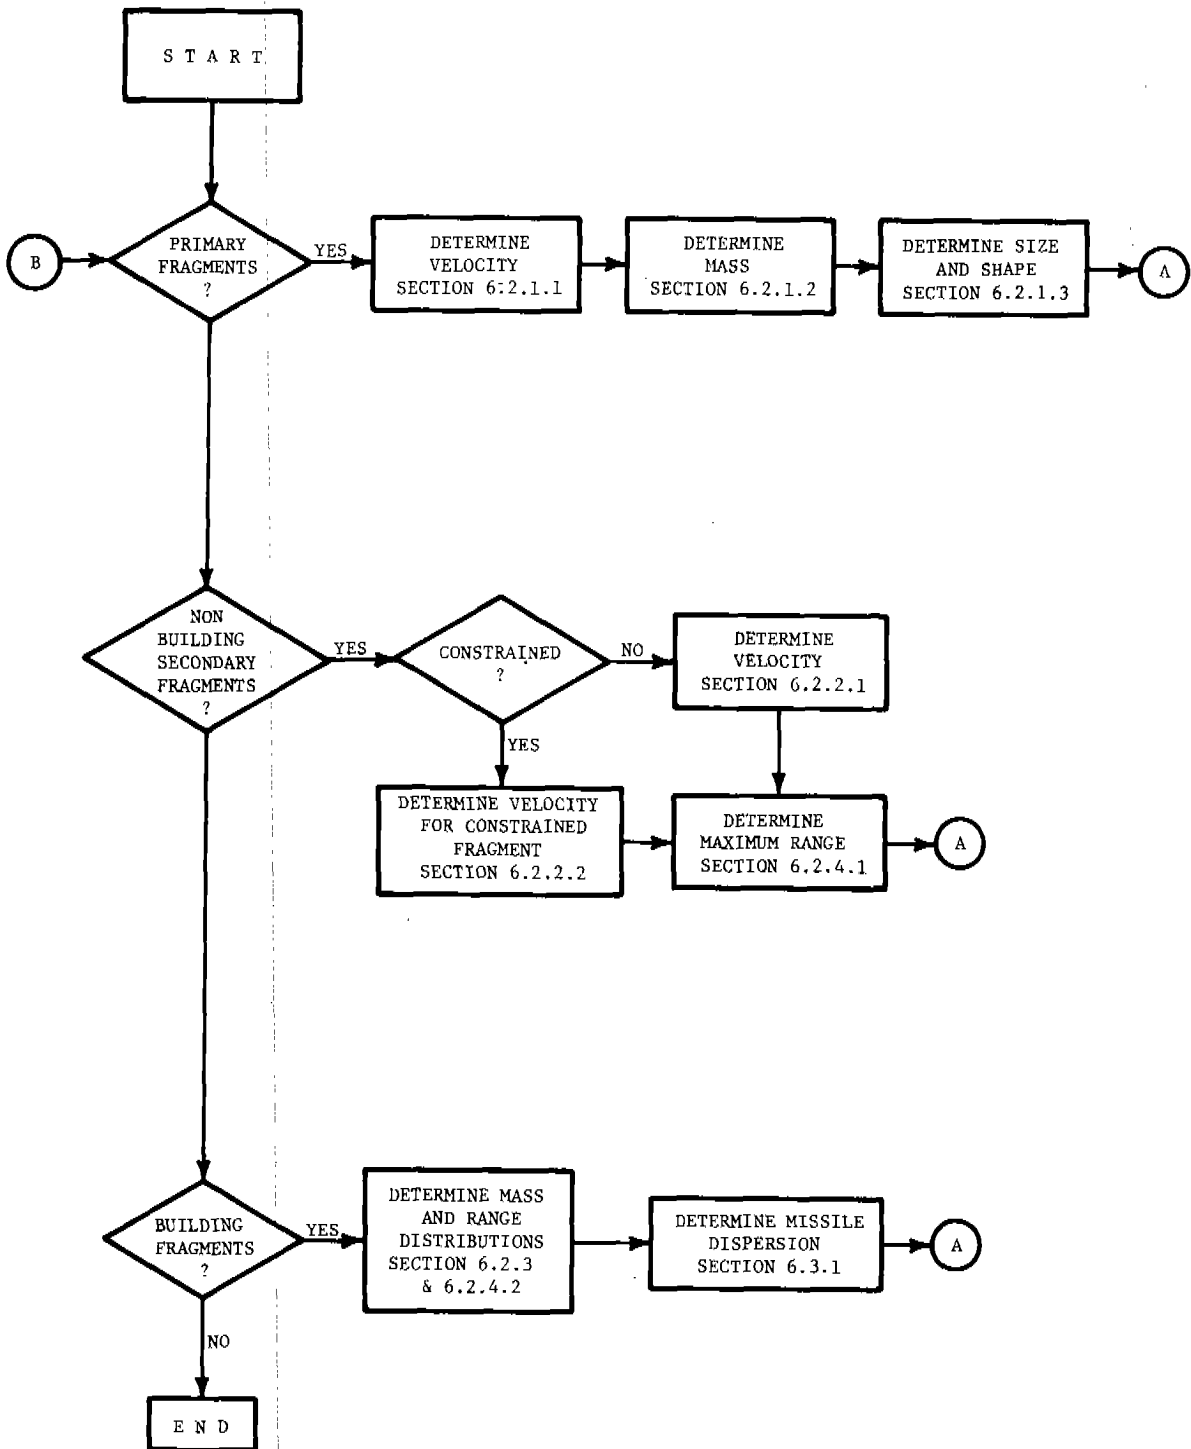 S T A R T
B
PRIMARY
FRAGMENTS
?
YES
DETERMINE
VELOCITY
SECTION 6.2.1.1
DETERMINE
MASS
SECTION 6.2.1.2
DETERMINE SIZE
AND SHAPE
SECTION 6.2.1.3
A
NON
BUILDING
SECONDARY
FRAGMENTS
?
YES
CONSTRAINED
?
NO
DETERMINE
VELOCITY
SECTION 6.2.2.1
YES
DETERMINE VELOCITY
FOR CONSTRAINED
FRAGMENT
SECTION 6.2.2.2
DETERMINE
MAXIMUM RANGE
SECTION 6.2.4.1
A
BUILDING
FRAGMENTS
?
YES
DETERMINE MASS
AND RANGE
DISTRIBUTIONS
SECTION 6.2.3
& 6.2.4.2
DETERMINE MISSILE
DISPERSION
SECTION 6.3.1
A
NO
E N D